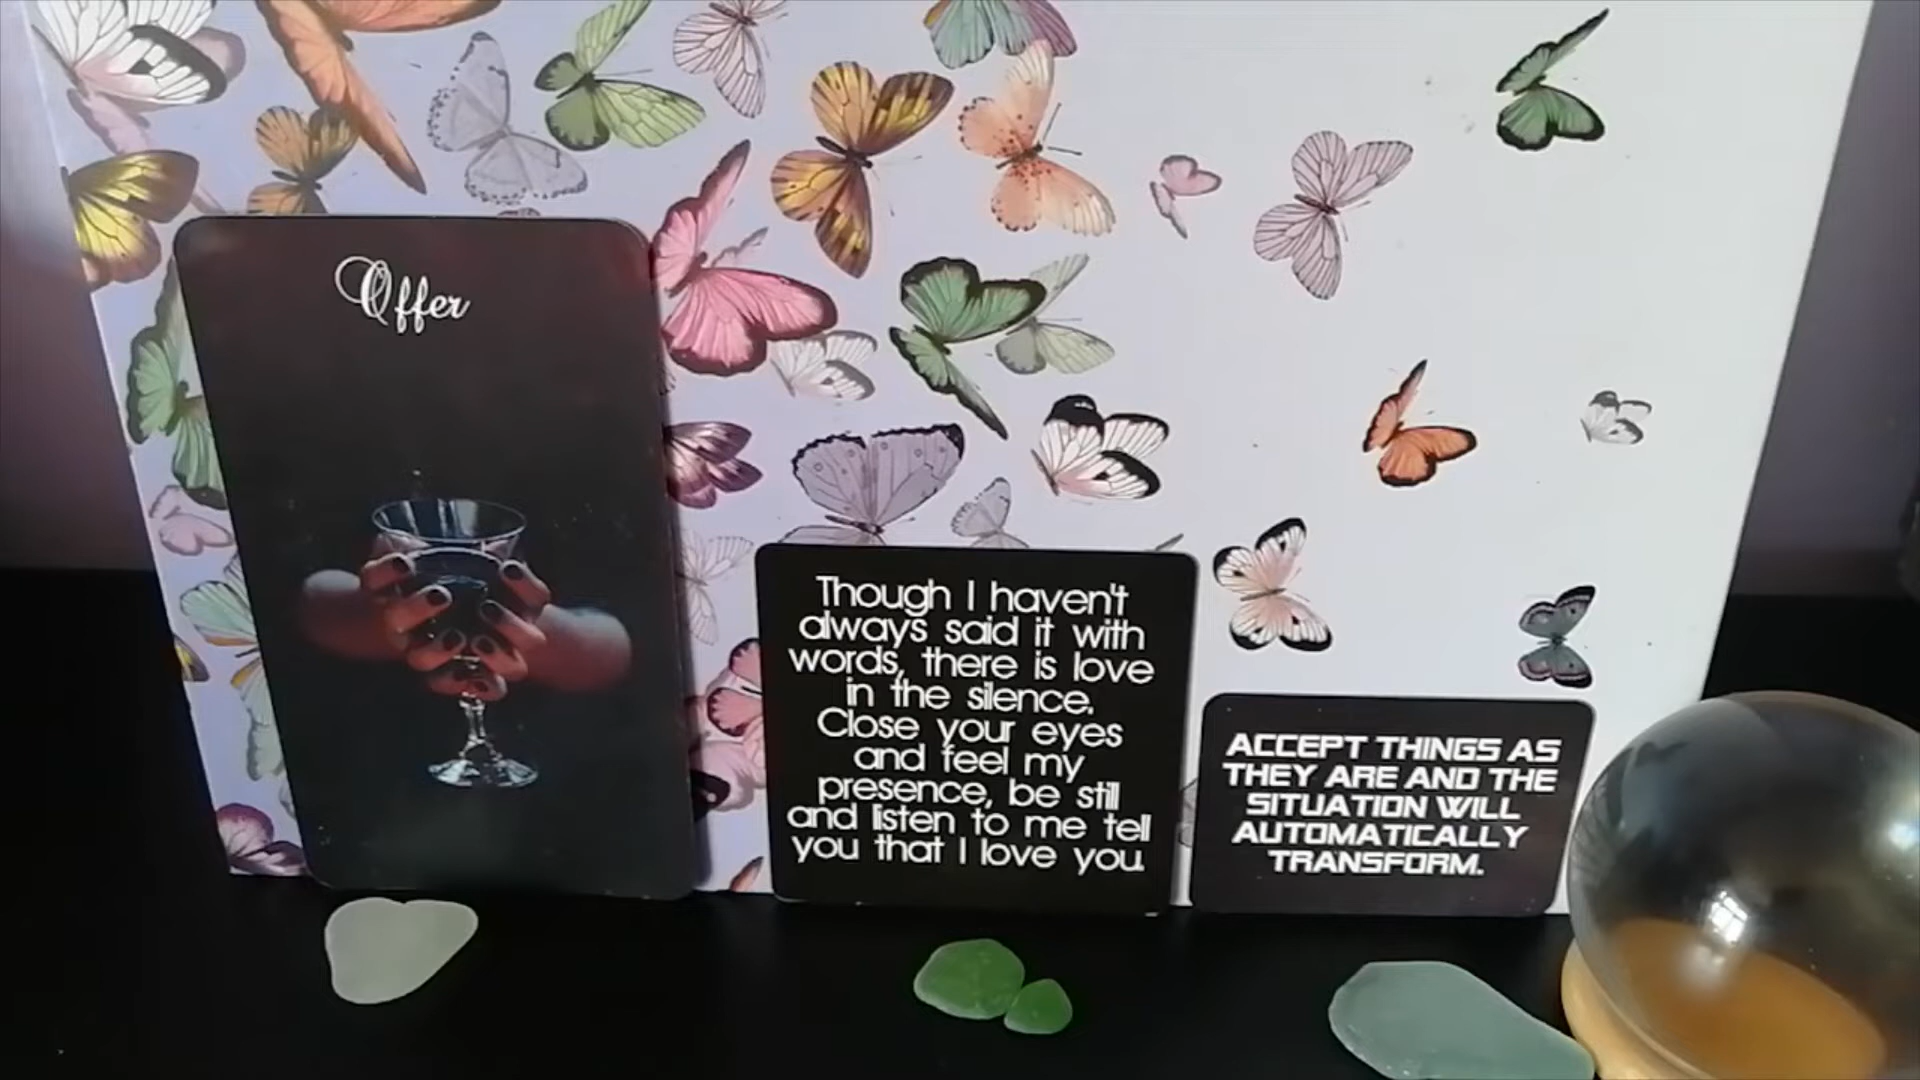 Offer
Though I haven't
always said it with
words, there is love
in the silence.
Close your eyes
and feel my
presence, be still
and listen to me tell
you that I love you.
ACCEPT THINGS AS
THEY ARE AND THE
SITUATION WILL
AUTOMATICALLY
TRANSFORM.